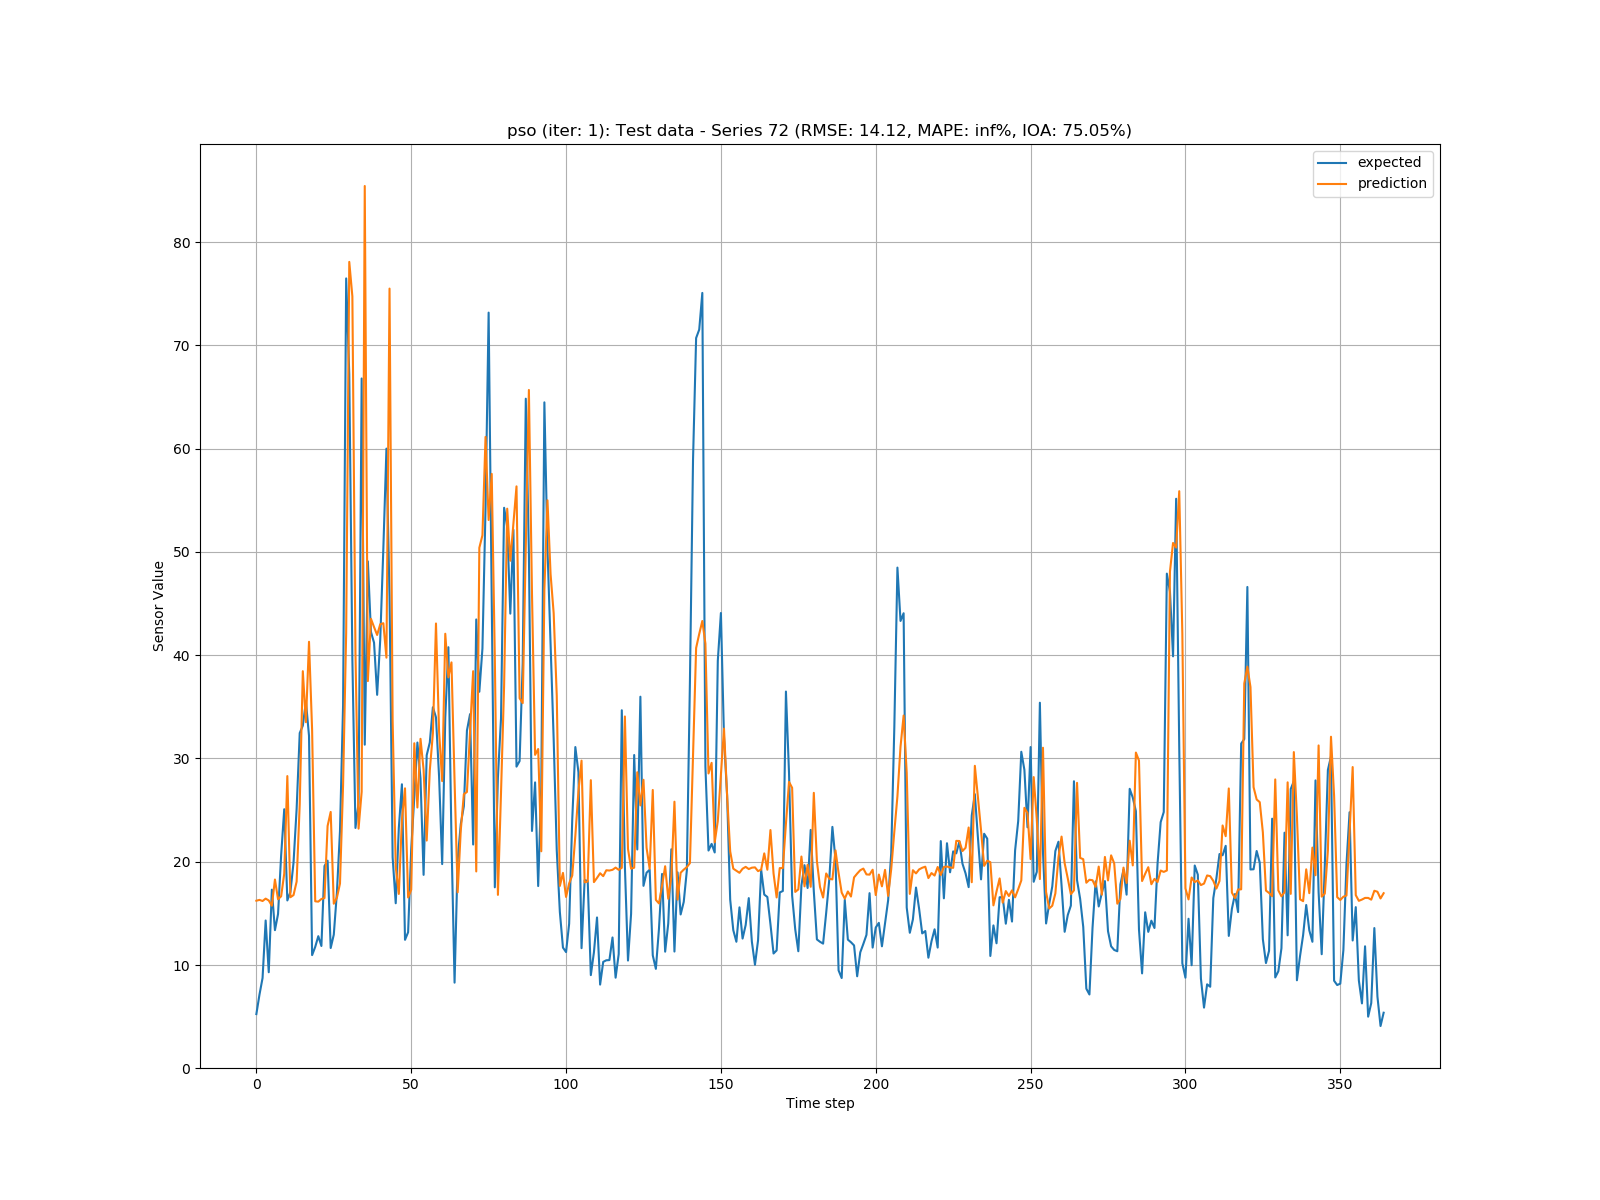 pso (iter: 1): Test data - Series 72 (RMSE: 14.12, MAPE: inf%, IOA: 75.05%)
expected
prediction
80
70
60
50
40
30
20
10
0
Sensor Value
0 50 100 150 200 250 300 350
Time step